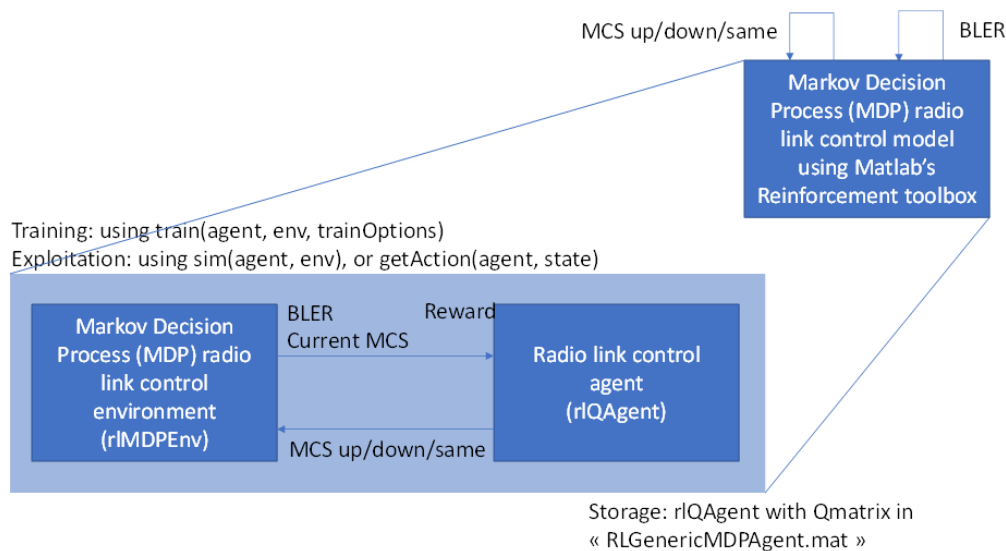 MCS up/down/same
BLER
Markov Decision
Process (MDP) radio
link control model
using Matlab's
Reinforcement toolbox
Training: using train(agent, env, trainOptions)
Exploitation: using sim(agent, env), or getAction(agent, state)
Markov Decision
Process (MDP) radio
link control
environment
(rlMDPEnv)
BLER
Current MCS
Reward
MCS up/down/same
Radio link control
agent
(rlQAgent)
Storage: rlQAgent with Qmatrix in
« RLGenericMDPAgent.mat »